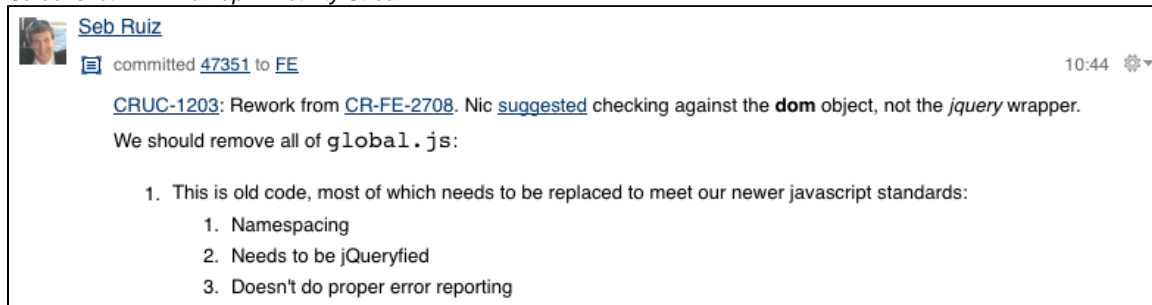 Seb Ruiz
committed 47351 to FE 10:44
CRUC-1203: Rework from CR-FE-2708. Nic suggested checking against the dom object, not the jquery wrapper.
We should remove all of global.js:
1. This is old code, most of which needs to be replaced to meet our newer javascript standards:
1. Namespacing
2. Needs to be jQueryfied
3. Doesn't do proper error reporting